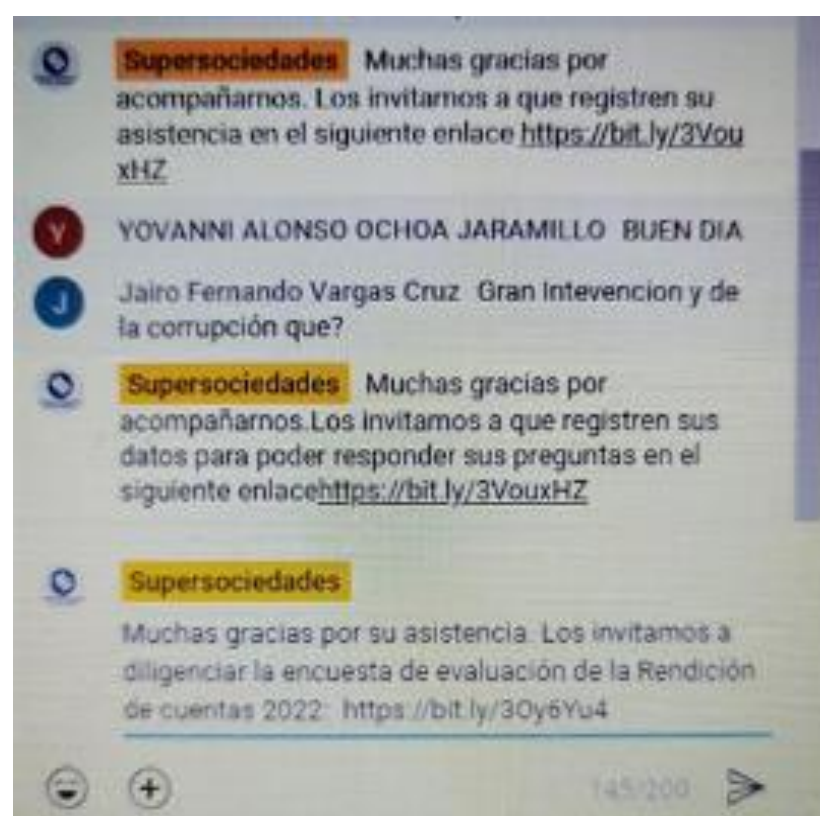 Supersociedades Muchas gracias por
acompañarnos. Los invitamos a que registren su
asistencia en el siguiente enlace https://bit.ly/3Vou
xHZ
Y YOVANNI ALONSO OCHOA JARAMILLO BUEN DIA
J Jairo Fernando Vargas Cruz Gran Intevencion y de
la corrupción que?
Supersociedades Muchas gracias por
acompañarnos.Los invitamos a que registren sus
datos para poder responder sus preguntas en el
siguiente enlacehttps://bit.ly/3VouxHZ
Supersociedades
Muchas gracias por su asistencia. Los invitamos a
diligenciar la encuesta de evaluación de la Rendición
de cuentas 2022: https://bit.ly/3Oy6Yu4
145/200